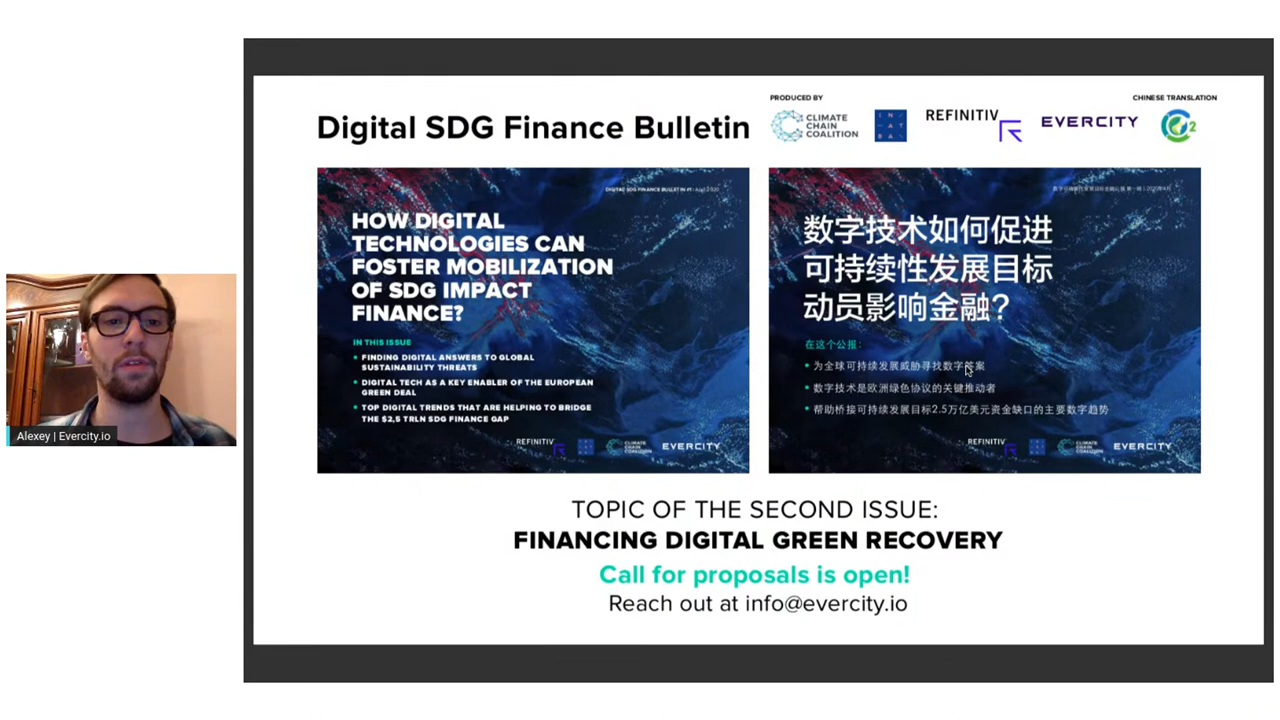 Digital SDG Finance Bulletin
PRODUCED BY
CLIMATE
CHAIN
COALITION
IN/
AT
BA/
REFINITIV
EVERCITY
CHINESE TRANSLATION
DIGITAL SDG FINANCE BULLETIN #1 | April 2020
HOW DIGITAL
TECHNOLOGIES CAN
FOSTER MOBILIZATION
OF SDG IMPACT
FINANCE?
IN THIS ISSUE
• FINDING DIGITAL ANSWERS TO GLOBAL
SUSTAINABILITY THREATS
• DIGITAL TECH AS A KEY ENABLER OF THE EUROPEAN
GREEN DEAL
• TOP DIGITAL TRENDS THAT ARE HELPING TO BRIDGE
THE $2,5 TRLN SDG FINANCE GAP
REFINITIV
CLIMATE
CHAIN
COALITION
EVERCITY
数字技术如何促进
可持续性发展目标
动员影响金融？
在这个公报：
• 为全球可持续发展威胁寻找数字答案
• 数字技术是欧洲绿色协议的关键推动者
• 帮助桥接可持续发展目标2.5万亿美元资金缺口的主要数字趋势
REFINITIV
CLIMATE
CHAIN
COALITION
EVERCITY
TOPIC OF THE SECOND ISSUE:
FINANCING DIGITAL GREEN RECOVERY
Call for proposals is open!
Reach out at info@evercity.io
Alexey | Evercity.io